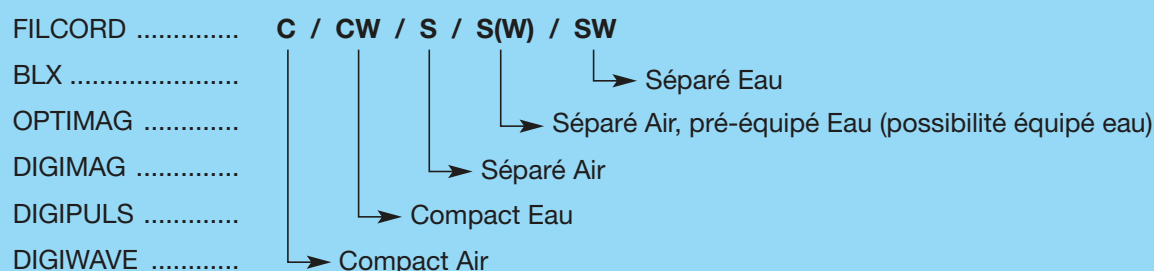 FILCORD .............. C / CW / S / S(W) / SW
BLX ...................... Séparé Eau
OPTIMAG ............. Séparé Air, pré-équipé Eau (possibilité équipé eau)
DIGIMAG .............. Séparé Air
DIGIPULS ............. Compact Eau
DIGIWAVE ............ Compact Air